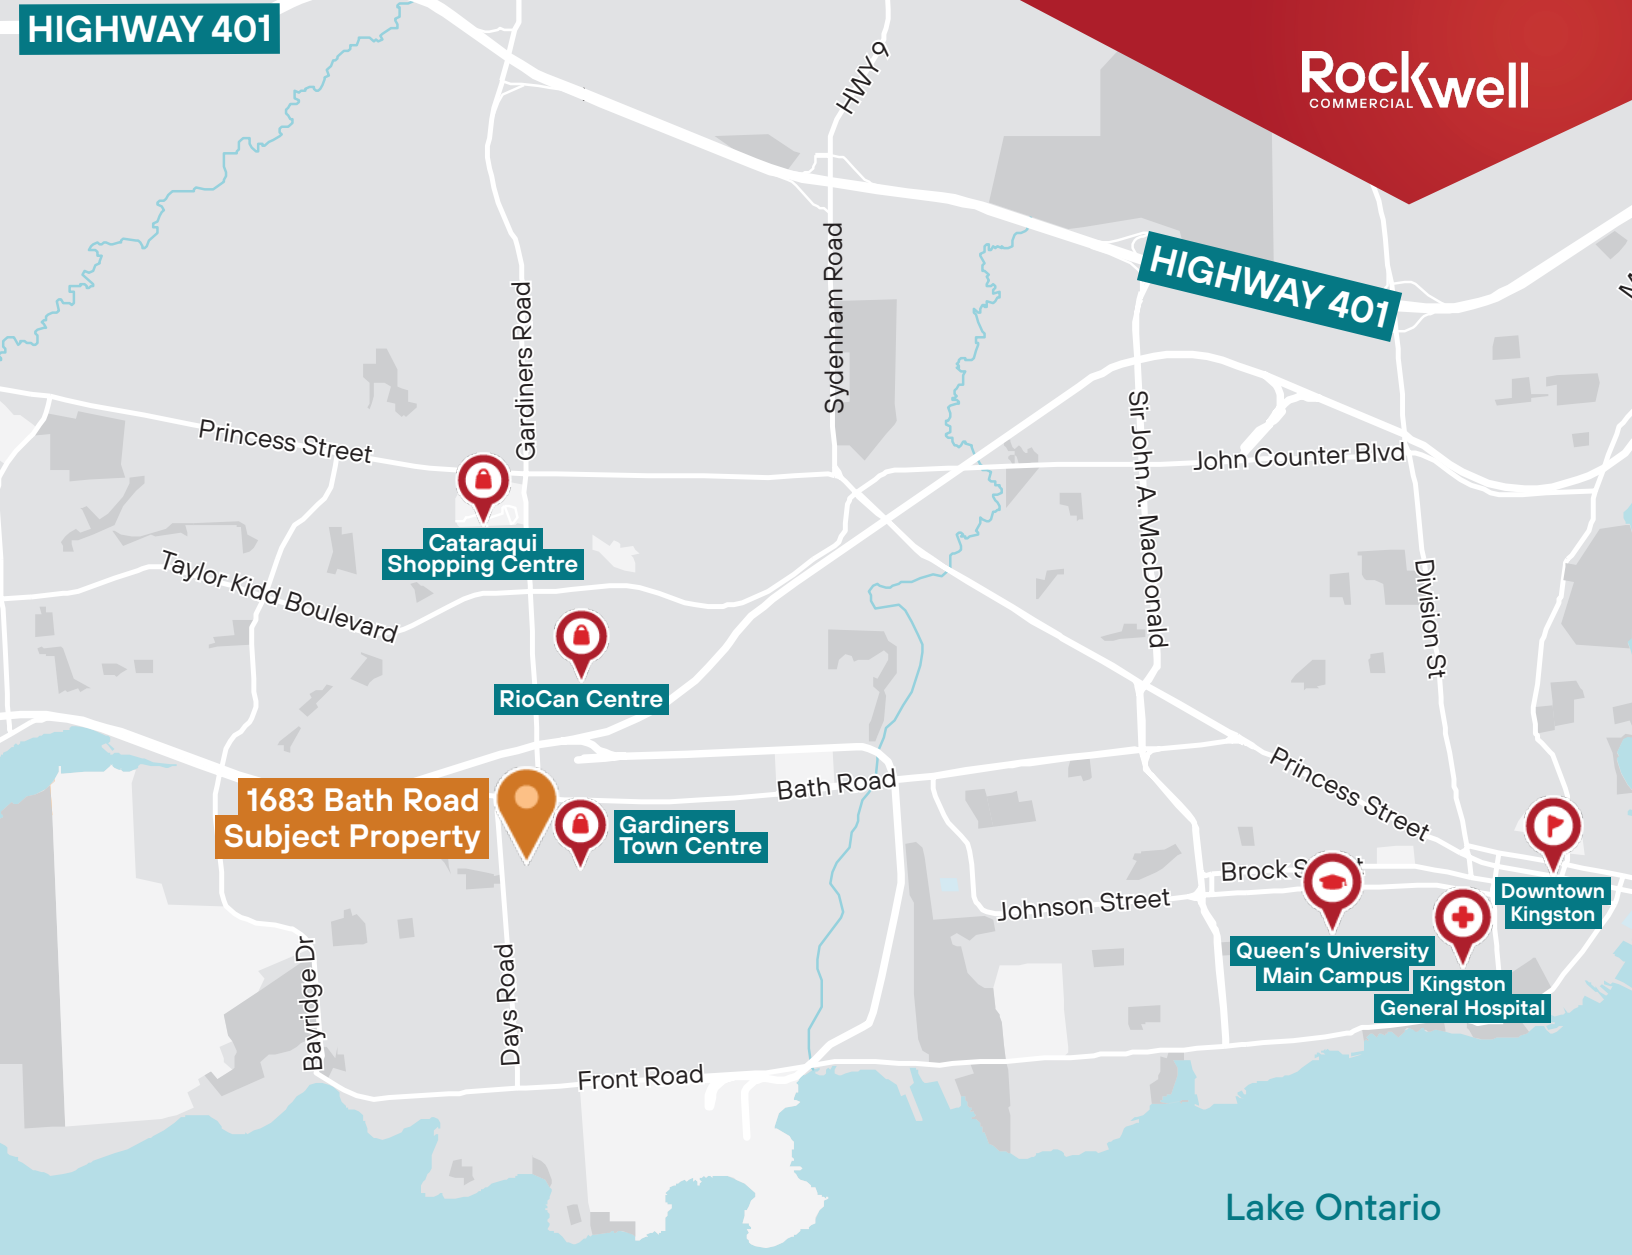 HIGHWAY 401
HWY 9
Rockwell
COMMERCIAL
Sydenham Road
HIGHWAY 401
Gardiners Road
Princess Street
Sir John A. MacDonald
John Counter Blvd
Cataraqui
Shopping Centre
Taylor Kidd Boulevard
Division St
RioCan Centre
1683 Bath Road
Subject Property
Gardiners
Town Centre
Bath Road
Princess Street
Brock
Johnson Street
Downtown
Kingston
Queen's University
Main Campus
Kingston
General Hospital
Bayridge Dr
Days Road
Front Road
Lake Ontario